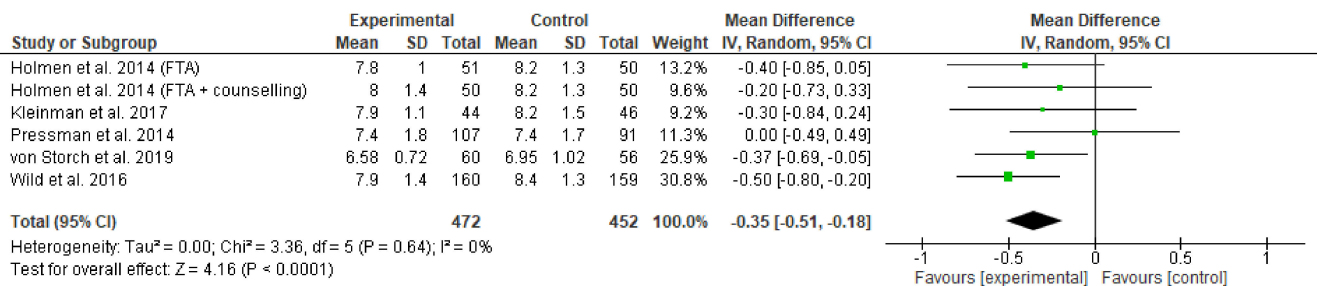 Experimental Control Mean Difference Mean Difference
Study or Subgroup Mean SD Total Mean SD Total Weight IV, Random, 95% CI IV, Random, 95% CI
Holmen et al. 2014 (FTA) 7.8 1 51 8.2 1.3 50 13.2% -0.40 [-0.85, 0.05]
Holmen et al. 2014 (FTA + counselling) 8 1.4 50 8.2 1.3 50 9.6% -0.20 [-0.73, 0.33]
Kleinman et al. 2017 7.9 1.1 44 8.2 1.5 46 9.2% -0.30 [-0.84, 0.24]
Pressman et al. 2014 7.4 1.8 107 7.4 1.7 91 11.3% 0.00 [-0.49, 0.49]
von Storch et al. 2019 6.58 0.72 60 6.95 1.02 56 25.9% -0.37 [-0.69, -0.05]
Wild et al. 2016 7.9 1.4 160 8.4 1.3 159 30.8% -0.50 [-0.80, -0.20]
Total (95% CI) 472 452 100.0% -0.35 [-0.51, -0.18]
Heterogeneity: Tau² = 0.00; Chi² = 3.36, df = 5 (P = 0.64); I² = 0%
Test for overall effect: Z = 4.16 (P < 0.0001)
-1 -0.5 0 0.5 1
Favours [experimental] Favours [control]